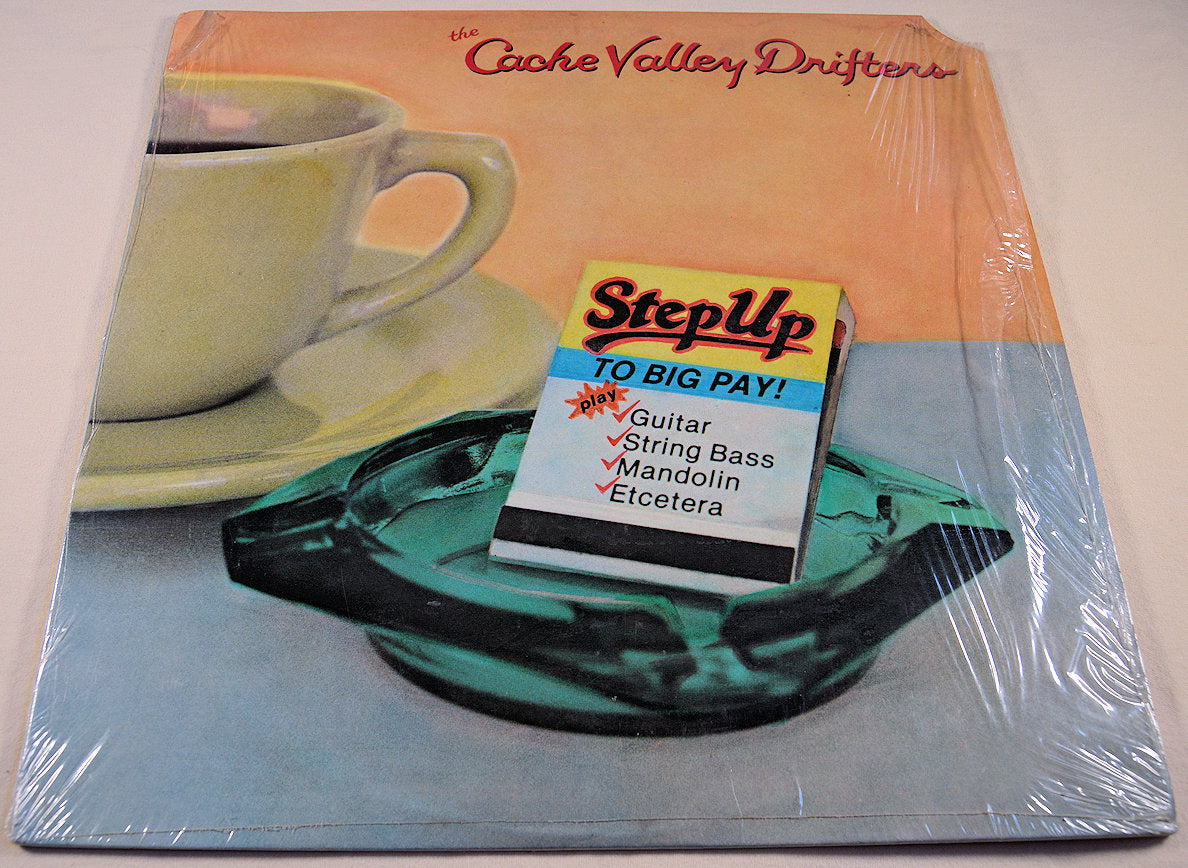 the
Cache Valley Drifters
Step Up
TO BIG PAY!
play
Guitar
String Bass
Mandolin
Etcetera